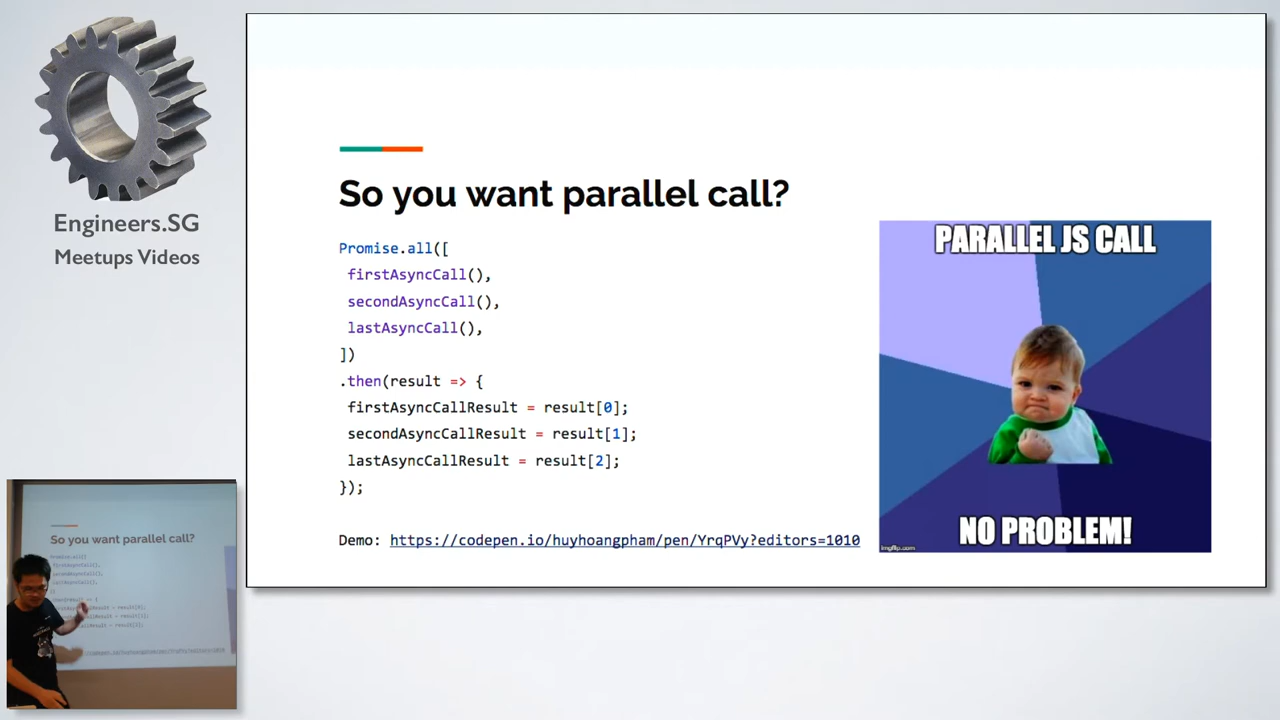 Engineers.SG
Meetups Videos
So you want parallel call?
Promise.all([
firstAsyncCall(),
secondAsyncCall(),
lastAsyncCall(),
])
.then(result => {
firstAsyncCallResult = result[0];
secondAsyncCallResult = result[1];
lastAsyncCallResult = result[2];
});
Demo: https://codepen.io/huyhoangpham/pen/YrqPVy?editors=1010
PARALLEL JS CALL
NO PROBLEM!
imgflip.com
So you want parallel call?